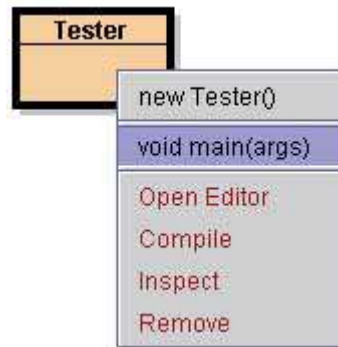 Tester
new Tester()
void main(args)
Open Editor
Compile
Inspect
Remove